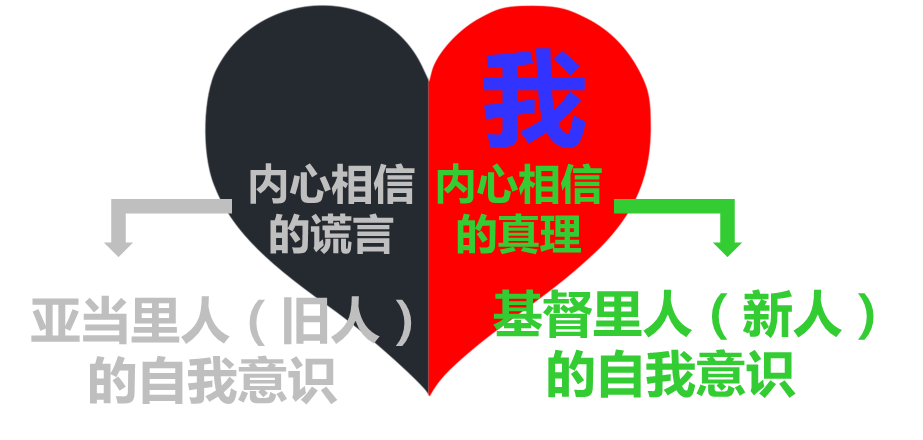 我
内心相信
的谎言
内心相信
的真理
亚当里人（旧人）
的自我意识
基督里人（新人）
的自我意识